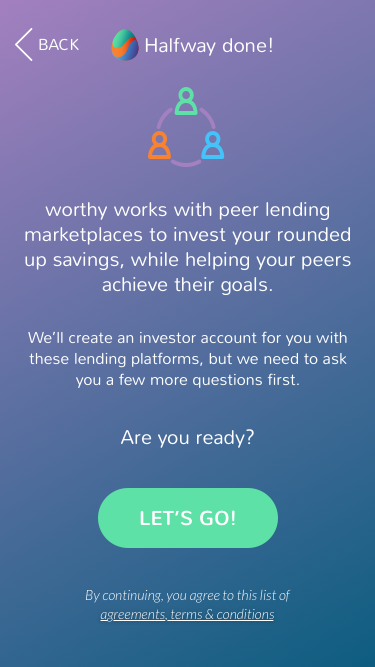 BACK
Halfway done!
worthy works with peer lending
marketplaces to invest your rounded
up savings, while helping your peers
achieve their goals.
We’ll create an investor account for you with
these lending platforms, but we need to ask
you a few more questions first.
Are you ready?
LET’S GO!
By continuing, you agree to this list of
agreements, terms & conditions